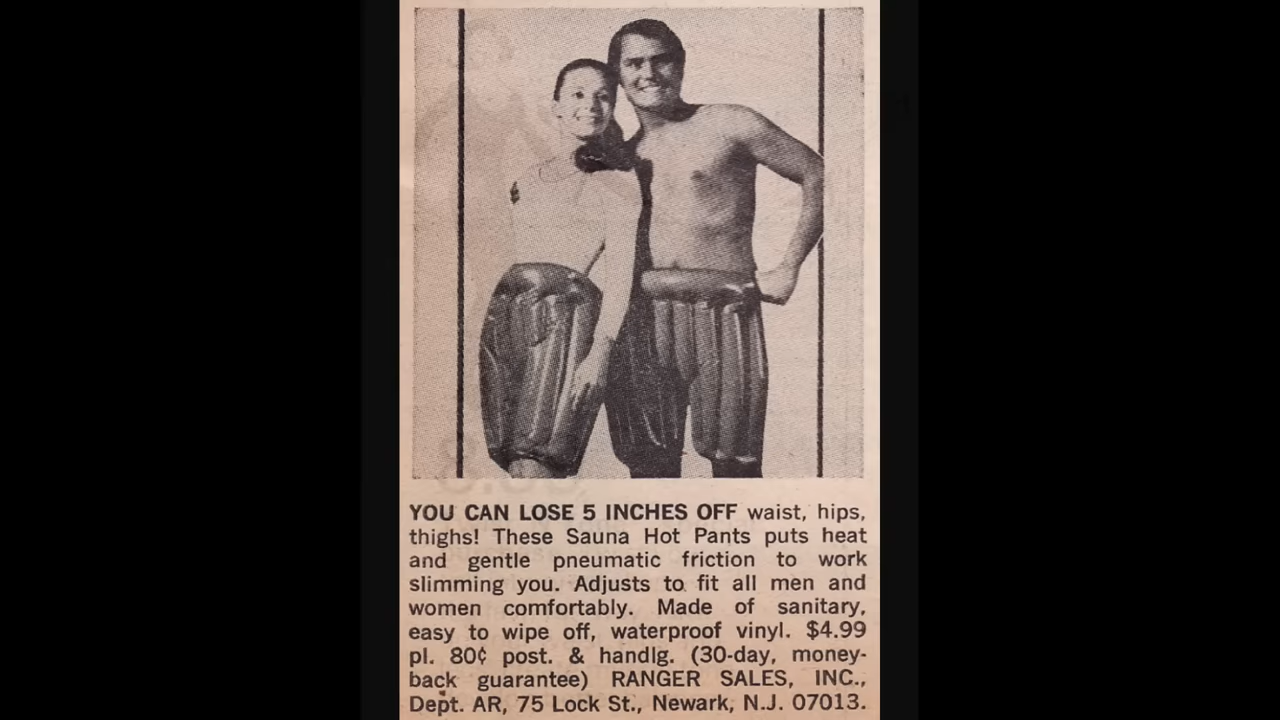 YOU CAN LOSE 5 INCHES OFF waist, hips,
thighs! These Sauna Hot Pants puts heat
and gentle pneumatic friction to work
slimming you. Adjusts to fit all men and
women comfortably. Made of sanitary,
easy to wipe off, waterproof vinyl. $4.99
pl. 80¢ post. & handlg. (30-day, money-
back guarantee) RANGER SALES, INC.,
Dept. AR, 75 Lock St., Newark, N.J. 07013.